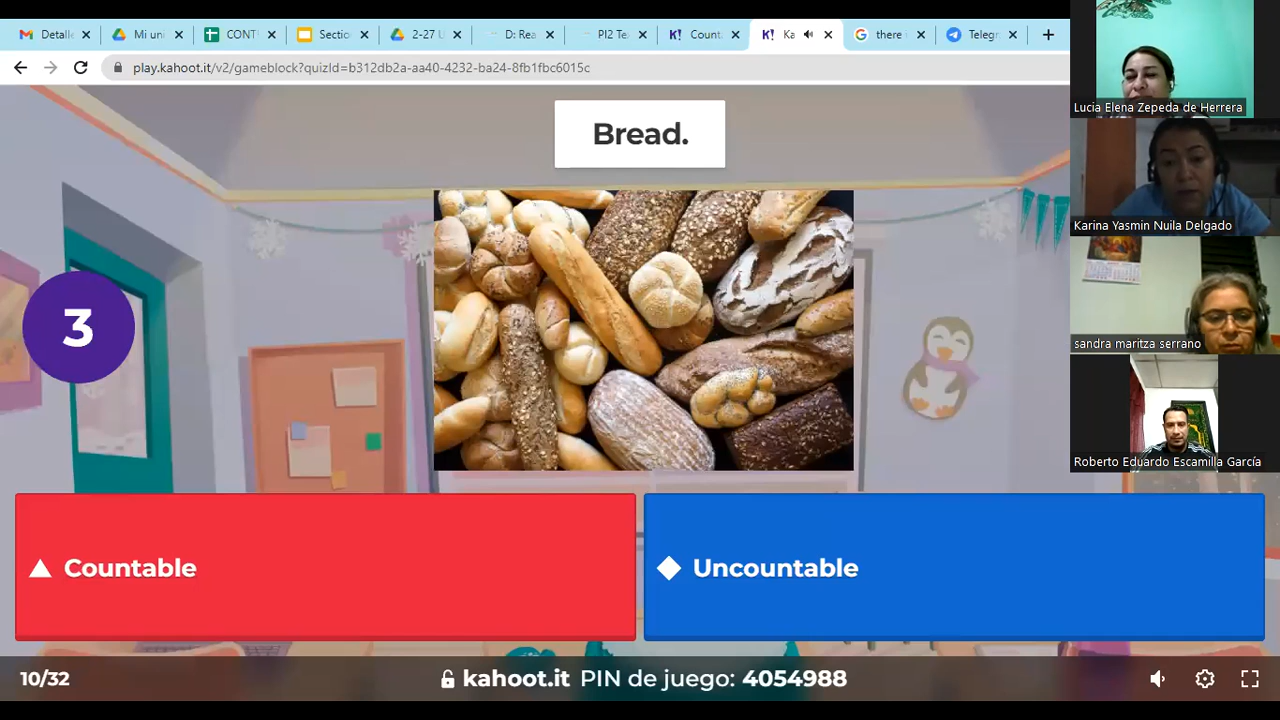 Detalle
Mi uni
CONT
Sectio
2-27 U
D: Rea
PI2 Te
K! Count
K! Ka
there i
Telegr
play.kahoot.it/v2/gameblock?quizId=b312db2a-aa40-4232-ba24-8fb1fbc6015c
Bread.
3
Countable
Uncountable
10/32
kahoot.it PIN de juego: 4054988
Lucia Elena Zepeda de Herrera
Karina Yasmin Nuila Delgado
sandra maritza serrano
Roberto Eduardo Escamilla García